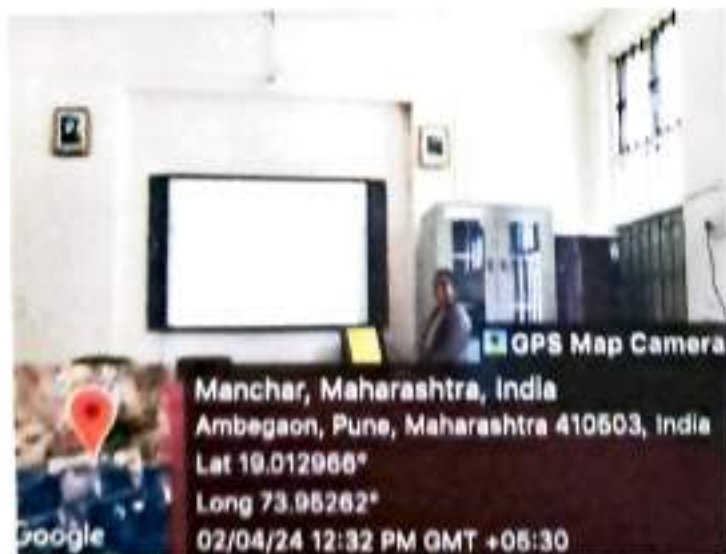 GPS Map Camera
Manchar, Maharashtra, India
Ambegaon, Pune, Maharashtra 410503, India
Lat 19.012966°
Long 73.95262°
Google
02/04/24 12:32 PM GMT +05:30